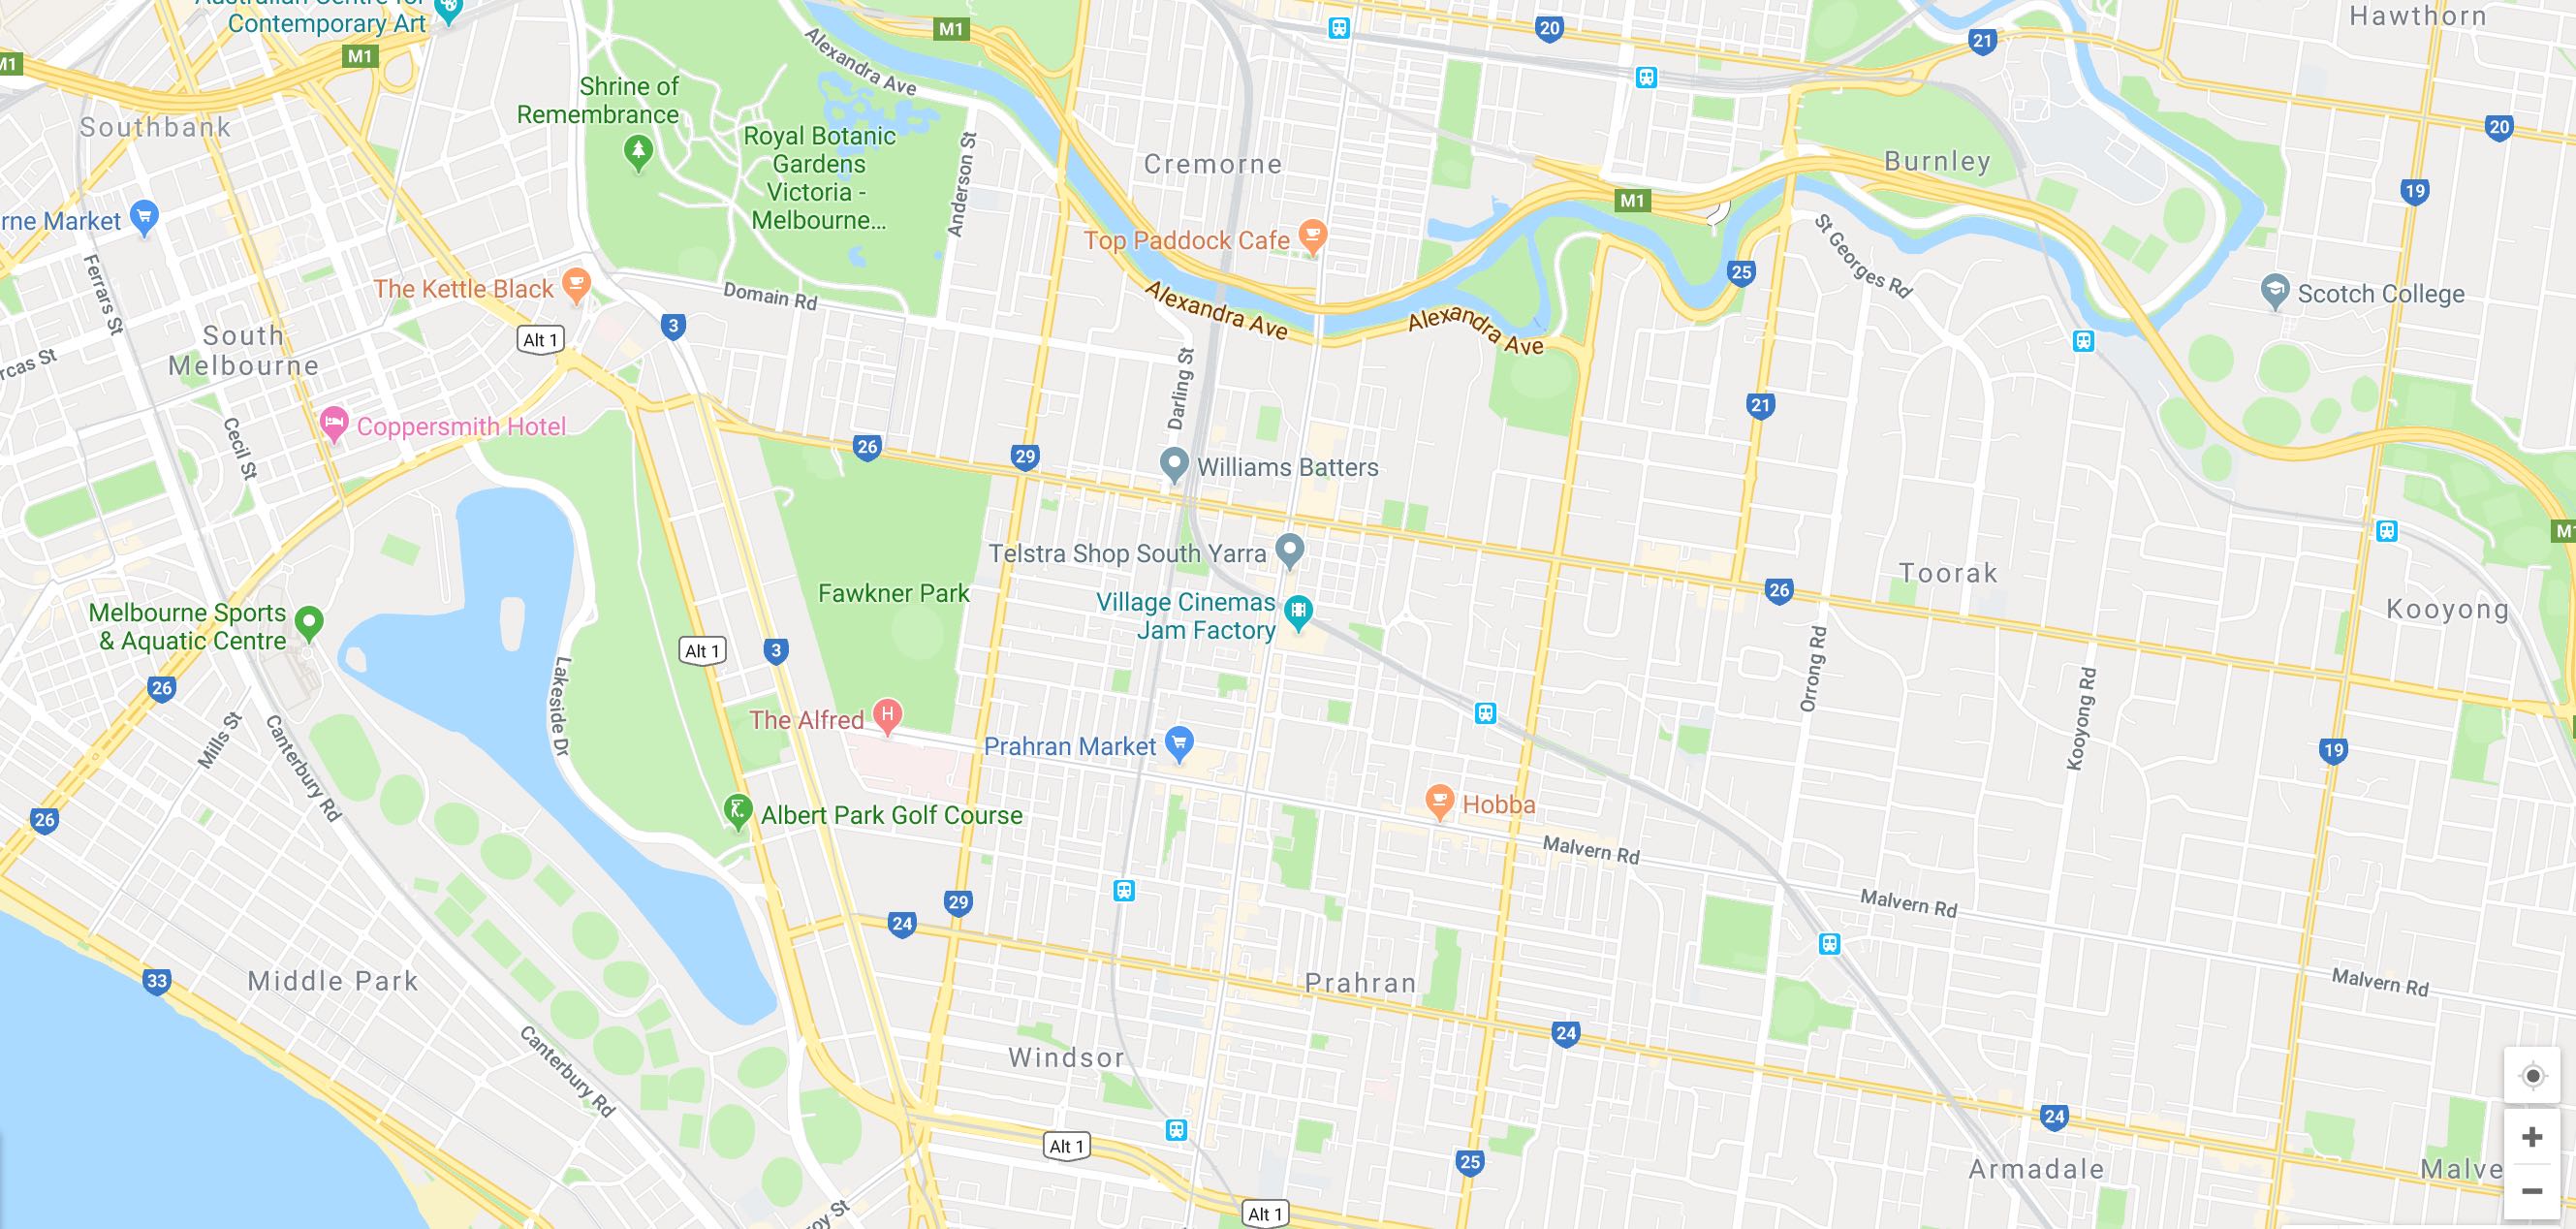 Australian Centre for
Contemporary Art
M1
M1
M1
20
21
Hawthorn
Alexandra Ave
Shrine of
Remembrance
Southbank
Royal Botanic
Gardens
Victoria -
Melbourne...
Anderson St
Cremorne
Burnley
20
19
M1
rne Market
Top Paddock Cafe
St Georges Rd
25
Ferrars St
The Kettle Black
Domain Rd
Alexandra Ave
Alexandra Ave
Scotch College
3
Alt 1
South
Melbourne
rcas St
Darling St
21
Coppersmith Hotel
Cecil St
26
29
Williams Batters
M1
Telstra Shop South Yarra
Toorak
26
Kooyong
Fawkner Park
Village Cinemas
Jam Factory
Melbourne Sports
& Aquatic Centre
Alt 1
3
Lakeside Dr
Orrong Rd
Kooyong Rd
26
Mills St
Canterbury Rd
The Alfred
Prahran Market
19
Hobba
Albert Park Golf Course
26
Malvern Rd
Malvern Rd
29
24
Middle Park
33
Prahran
Malvern Rd
24
Windsor
Canterbury Rd
24
Alt 1
25
Armadale
Malve
Alt 1
oy St